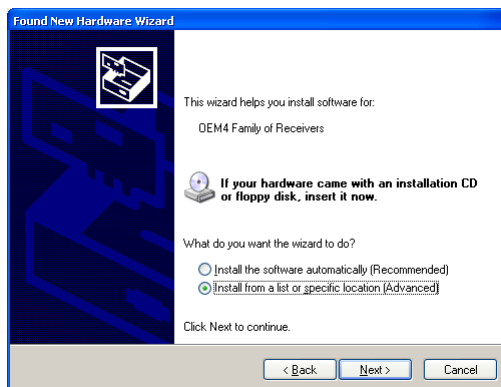 Found New Hardware Wizard
This wizard helps you install software for:
OEM4 Family of Receivers
If your hardware came with an installation CD
or floppy disk, insert it now.
What do you want the wizard to do?
Install the software automatically (Recommended)
Install from a list or specific location (Advanced)
Click Next to continue.
< Back Next > Cancel